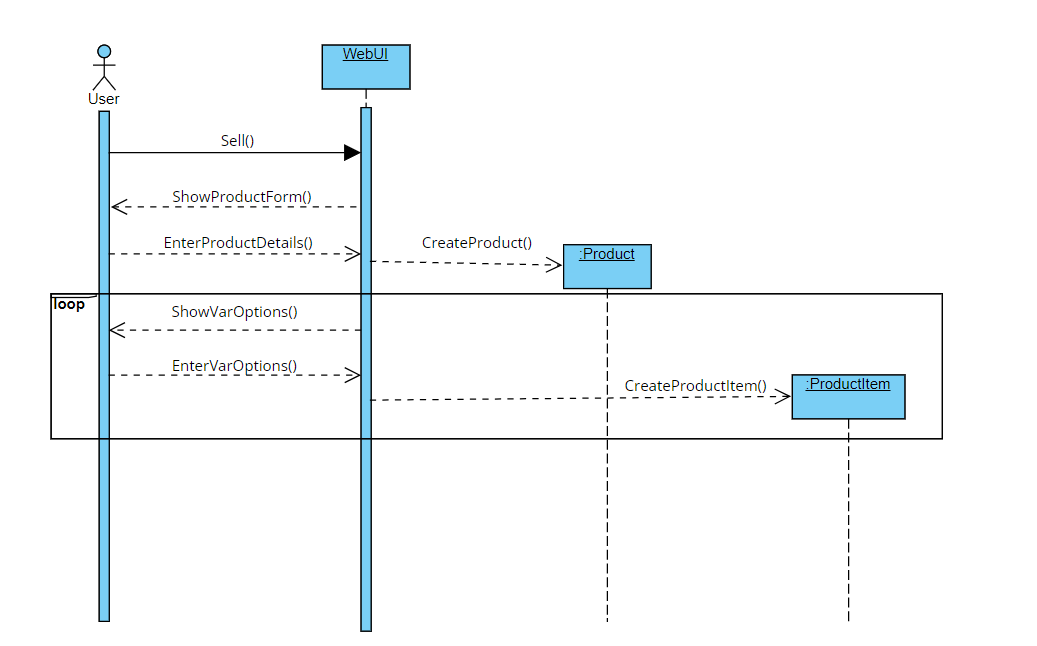 WebUI
User
Sell()
ShowProductForm()
EnterProductDetails()
CreateProduct()
:Product
loop
ShowVarOptions()
EnterVarOptions()
CreateProductItem()
:ProductItem